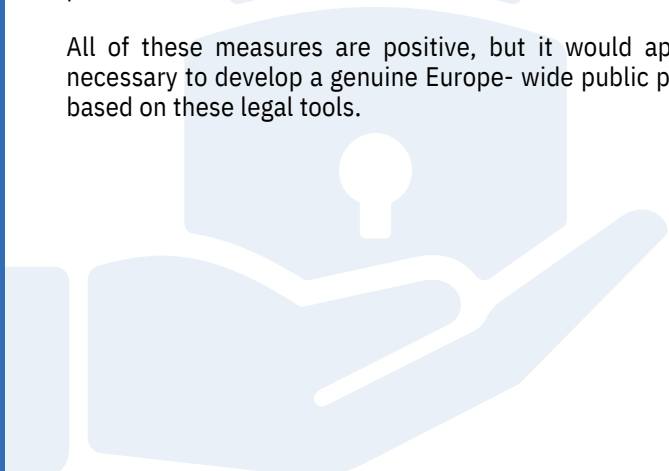 All of these measures are positive, but it would
necessary to develop a genuine Europe- wide public
based on these legal tools.